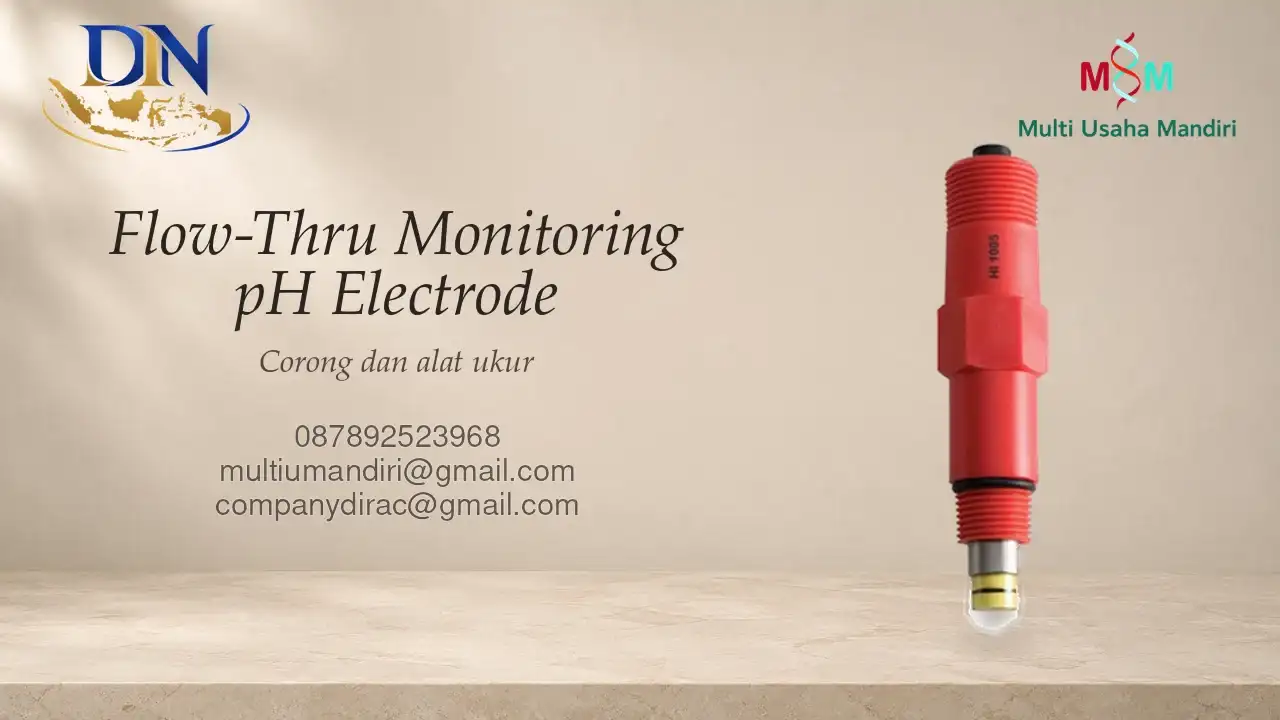 DIN
M M
Multi Usaha Mandiri
Flow-Thru Monitoring
pH Electrode
Corong dan alat ukur
087892523968
multiumandiri@gmail.com
companydirac@gmail.com
HI 1005